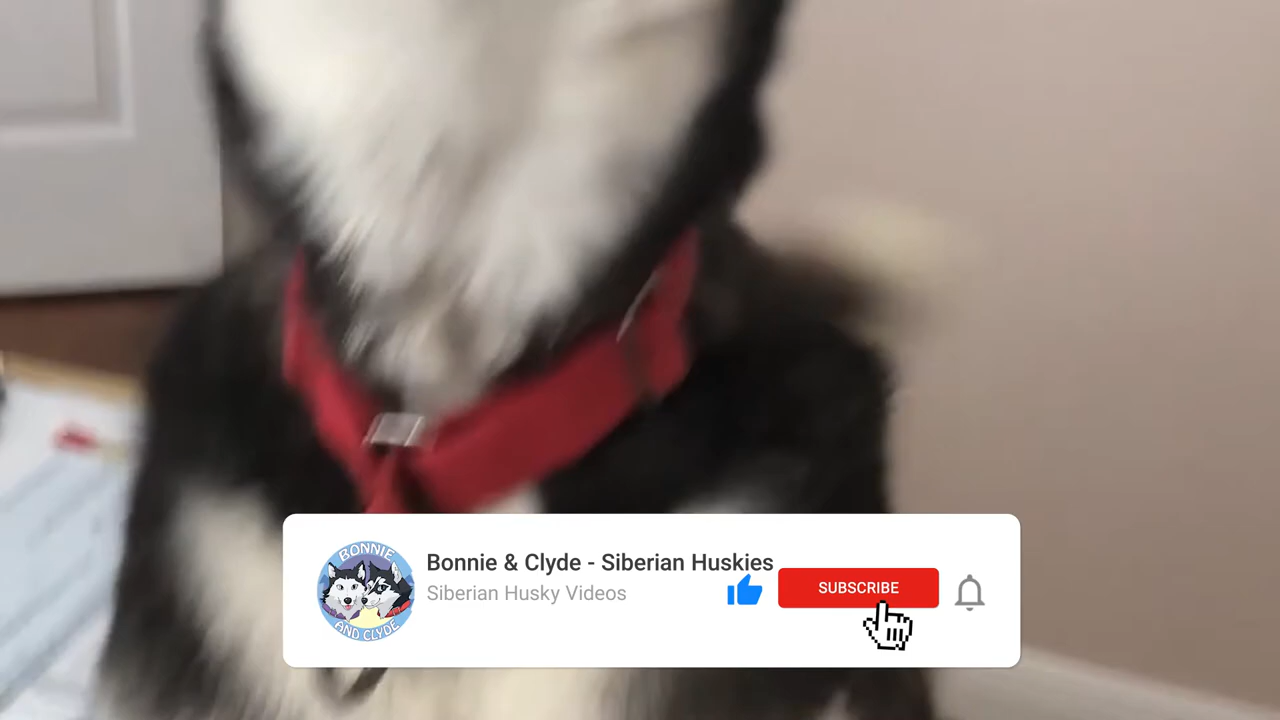 BONNIE
AND CLYDE
Bonnie & Clyde - Siberian Huskies
Siberian Husky Videos
SUBSCRIBE